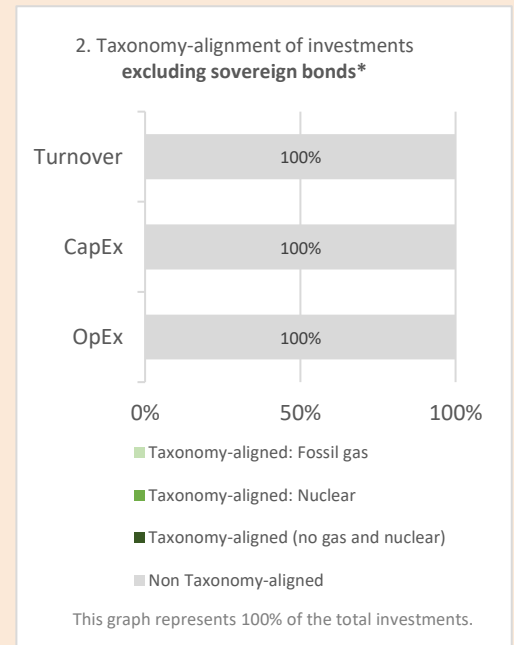 2. Taxonomy-alignment of investments
excluding sovereign bonds*
Turnover
100%
CapEx
100%
OpEx
100%
0%
50%
100%
Taxonomy-aligned: Fossil gas
Taxonomy-aligned: Nuclear
Taxonomy-aligned (no gas and nuclear)
Non Taxonomy-aligned
This graph represents 100% of the total investments.